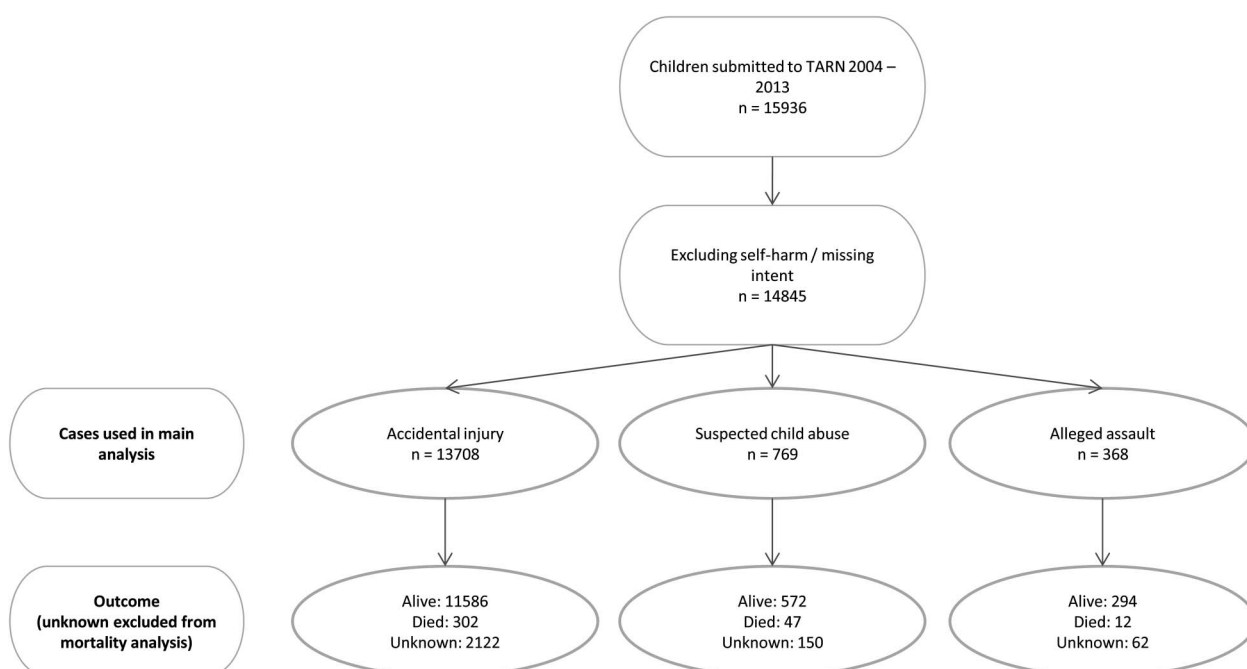 Children submitted to TARN 2004 –
2013
n = 15936
Excluding self-harm / missing
intent
n = 14845
Cases used in main
analysis
Accidental injury
n = 13708
Suspected child abuse
n = 769
Alleged assault
n = 368
Outcome
(unknown excluded from
mortality analysis)
Alive: 11586
Died: 302
Unknown: 2122
Alive: 572
Died: 47
Unknown: 150
Alive: 294
Died: 12
Unknown: 62